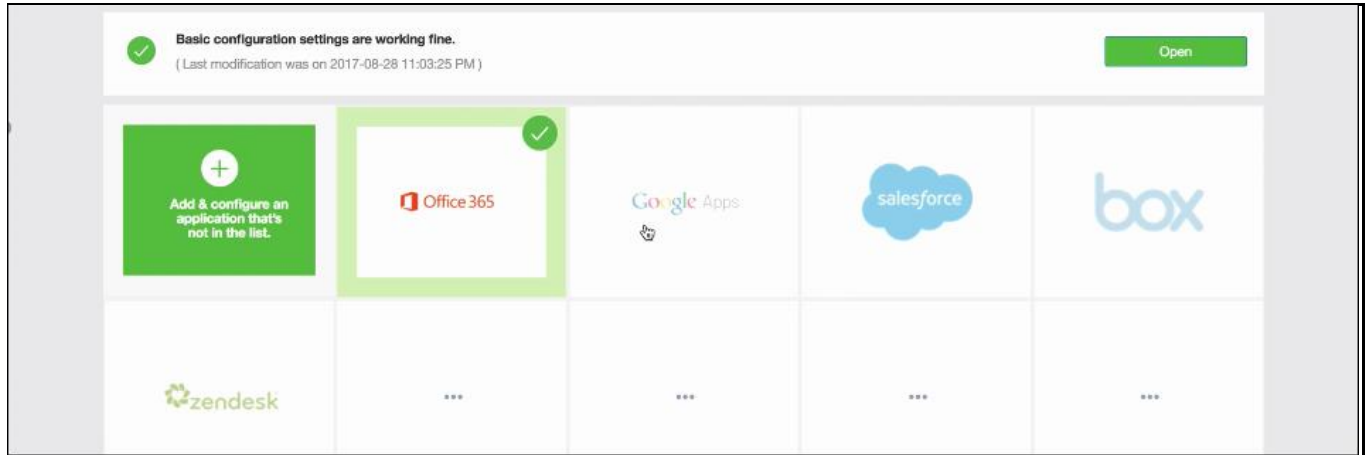 Basic configuration settings are working fine.
( Last modification was on 2017-08-28 11:03:25 PM )
Open
Add & configure an
application that's
not in the list.
Office 365
Google Apps
salesforce
box
zendesk
...
...
...
...